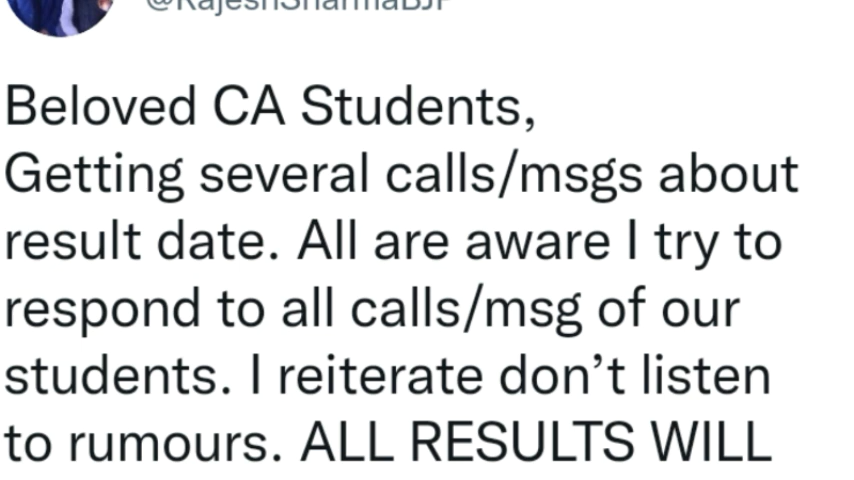 @RajeshSharmaBJP
Beloved CA Students,
Getting several calls/msgs about
result date. All are aware I try to
respond to all calls/msg of our
students. I reiterate don’t listen
to rumours. ALL RESULTS WILL